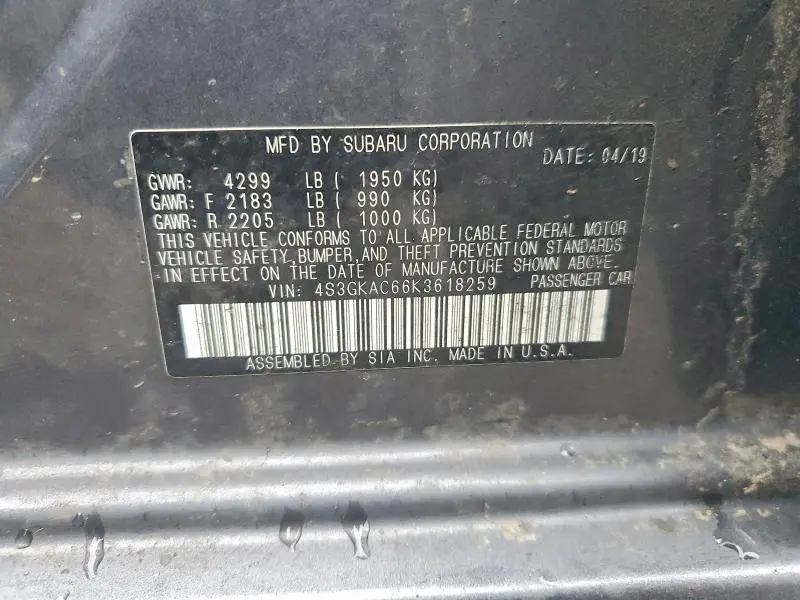 MFD BY SUBARU CORPORATION
DATE: 04/19
GVWR: 4299 LB ( 1950 KG)
GAWR: F 2183 LB ( 990 KG)
GAWR: R 2205 LB ( 1000 KG)
THIS VEHICLE CONFORMS TO ALL APPLICABLE FEDERAL MOTOR
VEHICLE SAFETY, BUMPER, AND THEFT PREVENTION STANDARDS
IN EFFECT ON THE DATE OF MANUFACTURE SHOWN ABOVE.
VIN: 4S3GKAC66K3618259 PASSENGER CAR
ASSEMBLED BY SIA INC. MADE IN U.S.A.